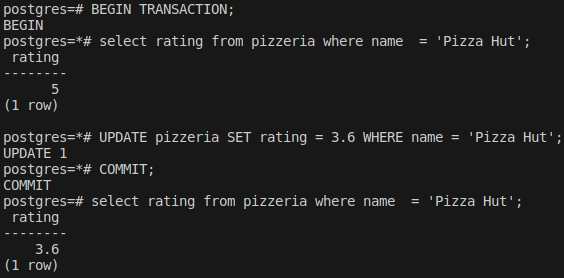 postgres=# BEGIN TRANSACTION;
BEGIN
postgres=*# select rating from pizzeria where name  = 'Pizza Hut';
 rating
--------
      5
(1 row)

postgres=*# UPDATE pizzeria SET rating = 3.6 WHERE name = 'Pizza Hut';
UPDATE 1
postgres=*# COMMIT;
COMMIT
postgres=# select rating from pizzeria where name  = 'Pizza Hut';
 rating
--------
    3.6
(1 row)